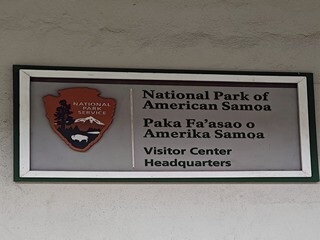 NATIONAL
PARK
SERVICE
National Park of
American Samoa
Paka Fa'asao o
Amerika Samoa
Visitor Center
Headquarters